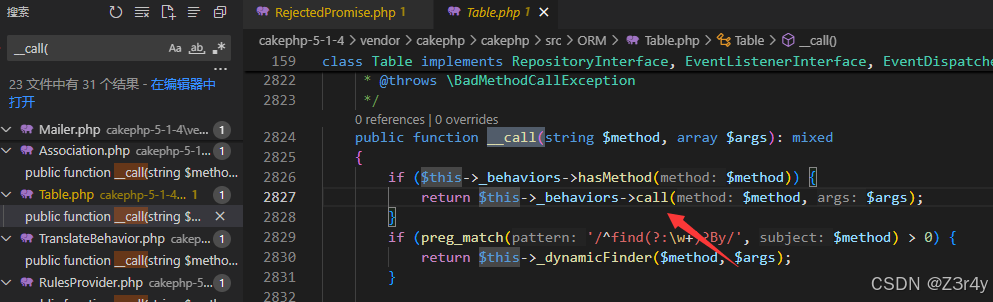 搜索
__call(
Aa
ab
.*
23 文件中有 31 个结果 - 在编辑器中
打开
Mailer.php cakephp-5-1-4\ve... 1
Association.php cakephp-5-1... 1
public function __call(string $metho...
Table.php cakephp-5-1-4... 1
public function __call(string $...
TranslateBehavior.php cakep... 1
public function __call(string $metho...
RulesProvider.php cakephp-... 1
RejectedPromise.php 1
Table.php 1
cakephp-5-1-4 > vendor > cakephp > cakephp > src > ORM > Table.php > Table > __call()
159 class Table implements RepositoryInterface, EventListenerInterface, EventDispatche
2822 * @throws \BadMethodCallException
2823 */
0 references | 0 overrides
2824 public function __call(string $method, array $args): mixed
2825 {
2826 if ($this->_behaviors->hasMethod(method: $method)) {
2827 return $this->_behaviors->call(method: $method, args: $args);
2828 }
2829 if (preg_match(pattern: '/^find(?:\w+)?By/', subject: $method) > 0) {
2830 return $this->_dynamicFinder($method, $args);
2831 }
CSDN @Z3r4y